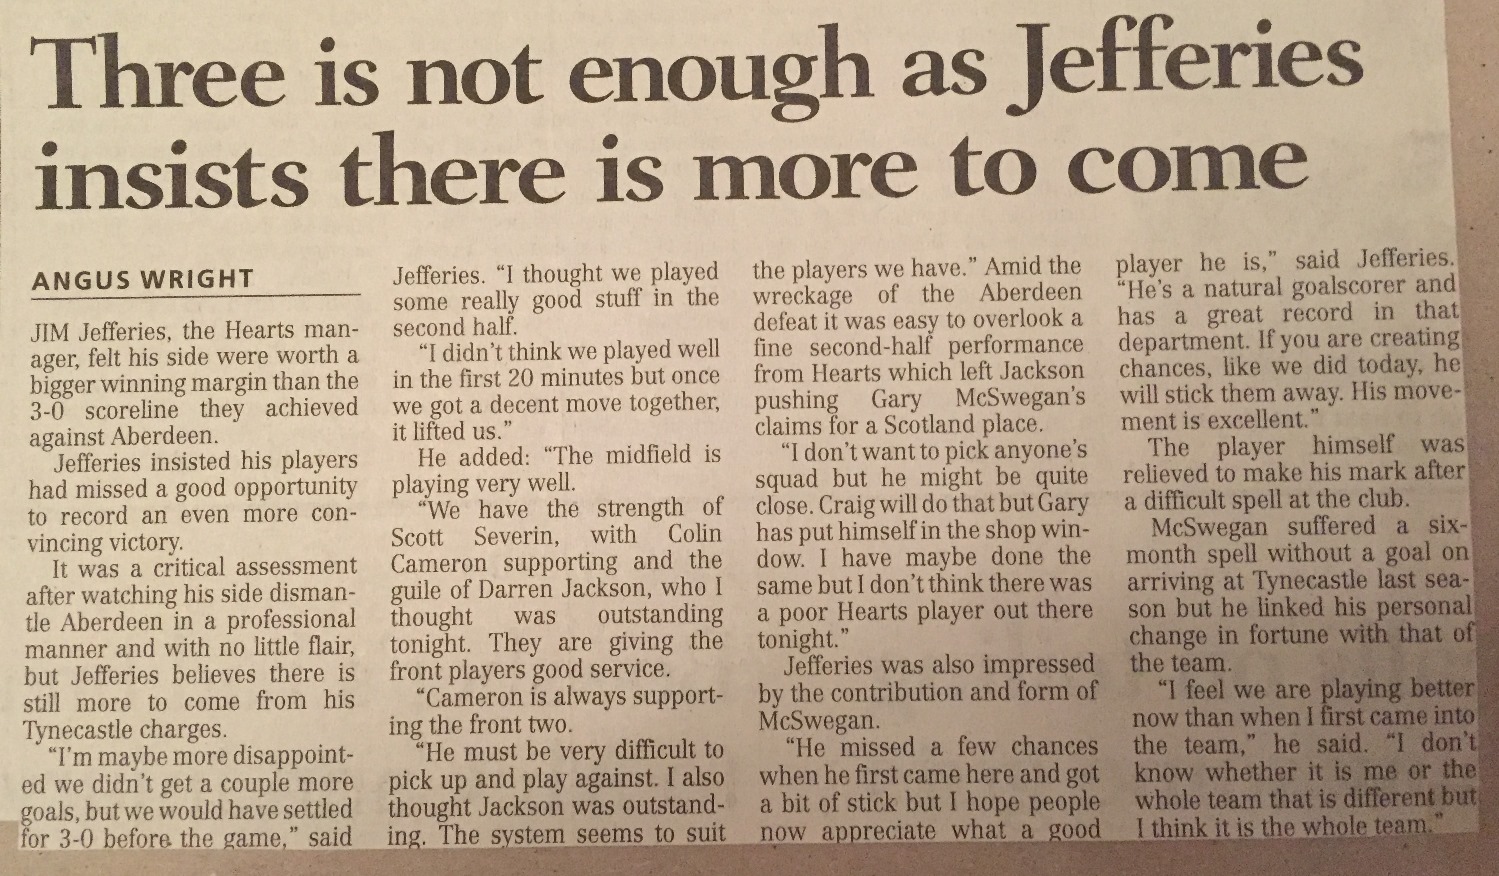 Three is not enough as Jefferies
insists there is more to come
ANGUS WRIGHT
JIM Jefferies, the Hearts man-
ager, felt his side were worth a
bigger winning margin than the
3-0 scoreline they achieved
against Aberdeen.
Jefferies insisted his players
had missed a good opportunity
to record an even more con-
vincing victory.
It was a critical assessment
after watching his side disman-
tle Aberdeen in a professional
manner and with no little flair,
but Jefferies believes there is
still more to come from his
Tynecastle charges.
“I'm maybe more disappoint-
ed we didn't get a couple more
goals, but we would have settled
for 3-0 before the game,” said
Jefferies. “I thought we played
some really good stuff in the
second half.
“I didn't think we played well
in the first 20 minutes but once
we got a decent move together,
it lifted us.”
He added: “The midfield is
playing very well.
“We have the strength of
Scott Severin, with Colin
Cameron supporting and the
guile of Darren Jackson, who I
thought was outstanding
tonight. They are giving the
front players good service.
“Cameron is always support-
ing the front two.
“He must be very difficult to
pick up and play against. I also
thought Jackson was outstand-
ing. The system seems to suit
the players we have.” Amid the
wreckage of the Aberdeen
defeat it was easy to overlook a
fine second-half performance
from Hearts which left Jackson
pushing Gary McSwegan's
claims for a Scotland place.
“I don't want to pick anyone's
squad but he might be quite
close. Craig will do that but Gary
has put himself in the shop win-
dow. I have maybe done the
same but I don't think there was
a poor Hearts player out there
tonight.”
Jefferies was also impressed
by the contribution and form of
McSwegan.
“He missed a few chances
when he first came here and got
a bit of stick but I hope people
now appreciate what a good
player he is,” said Jefferies.
“He's a natural goalscorer and
has a great record in that
department. If you are creating
chances, like we did today, he
will stick them away. His move-
ment is excellent.”
The player himself was
relieved to make his mark after
a difficult spell at the club.
McSwegan suffered a six-
month spell without a goal on
arriving at Tynecastle last sea-
son but he linked his personal
change in fortune with that of
the team.
“I feel we are playing better
now than when I first came into
the team,” he said. “I don't
know whether it is me or the
whole team that is different but
I think it is the whole team.”